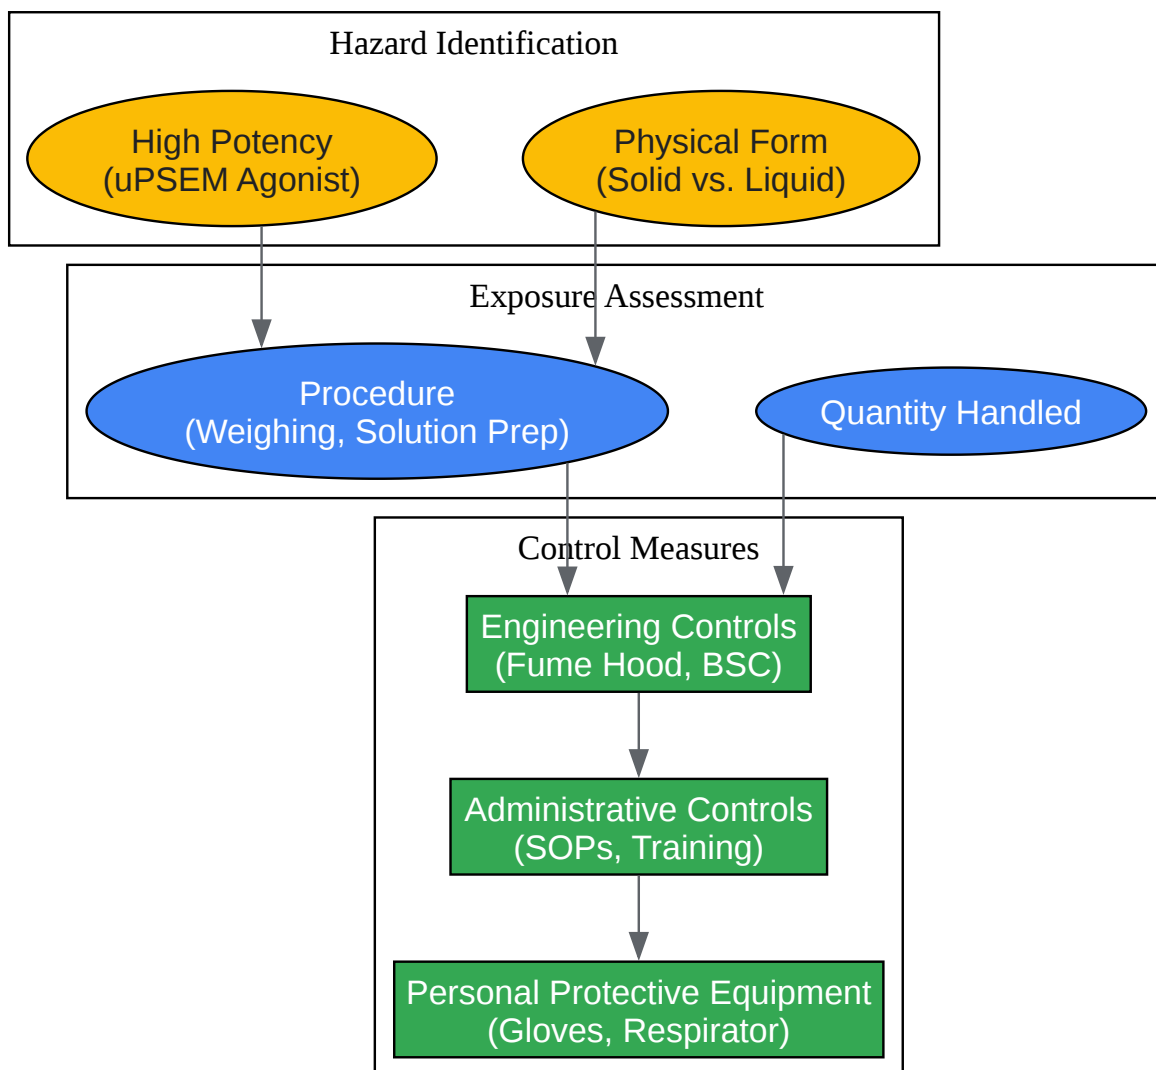 Hazard Identification
High Potency
(uPSEM Agonist)
Physical Form
(Solid vs. Liquid)
Exposure Assessment
Procedure
(Weighing, Solution Prep)
Quantity Handled
Control Measures
Engineering Controls
(Fume Hood, BSC)
Administrative Controls
(SOPs, Training)
Personal Protective Equipment
(Gloves, Respirator)